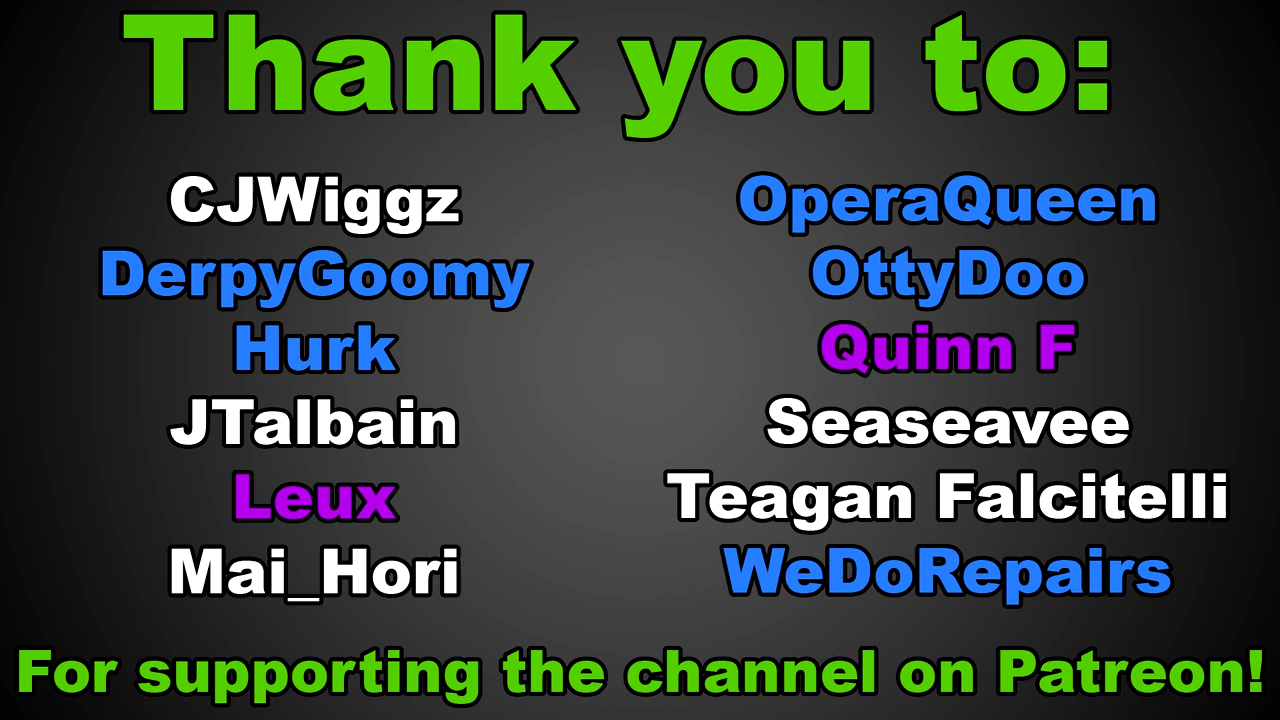 Thank you to:
CJWiggz
DerpyGoomy
Hurk
JTalbain
Leux
Mai_Hori
OperaQueen
OttyDoo
Quinn F
Seaseavee
Teagan Falcitelli
WeDoRepairs
For supporting the channel on Patreon!